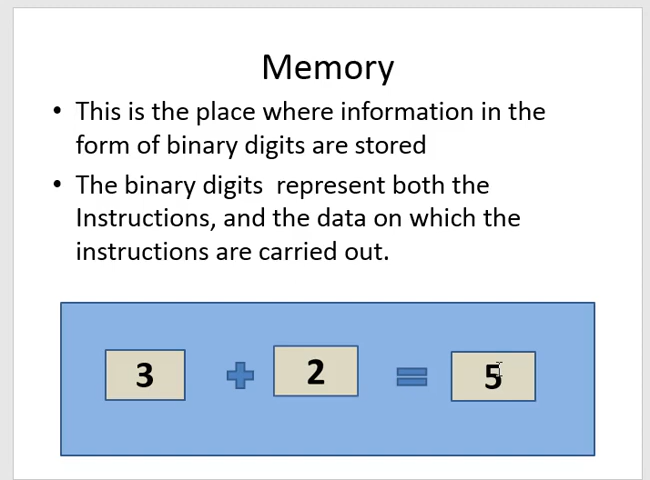 Memory
• This is the place where information in the
form of binary digits are stored
• The binary digits  represent both the
Instructions, and the data on which the
instructions are carried out.
3 + 2 = 5